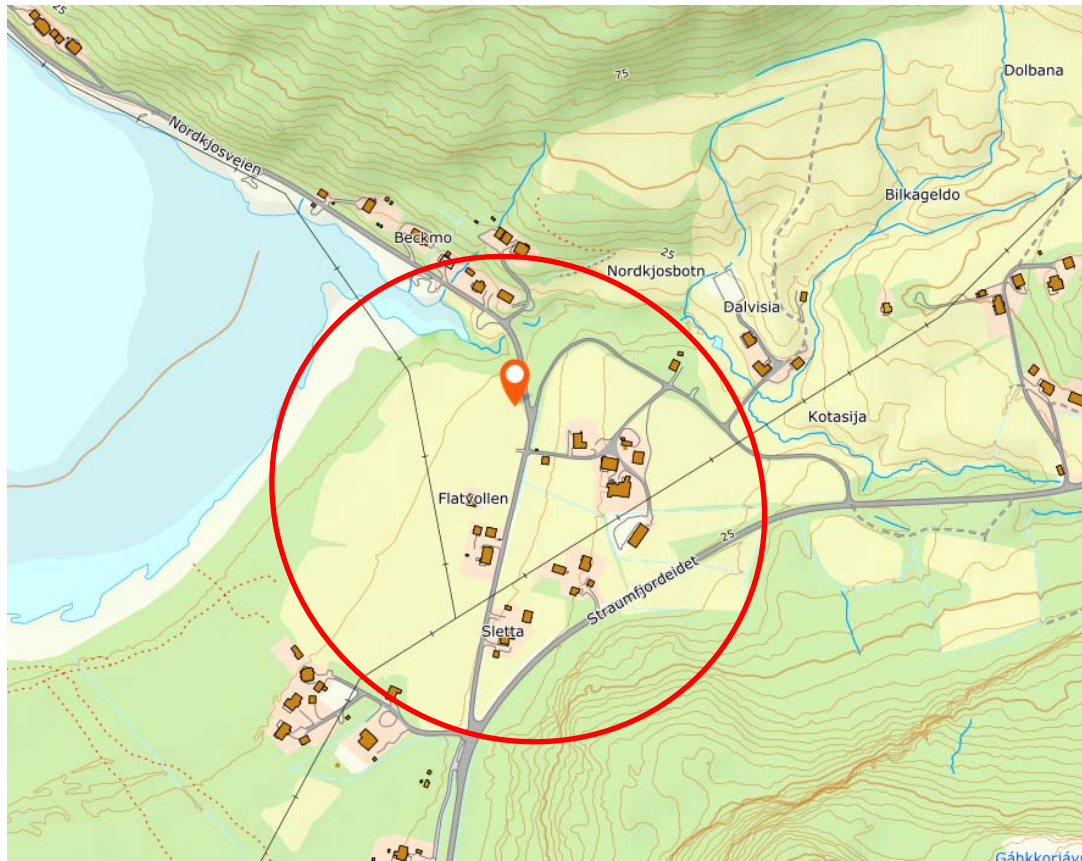 25
Dolbana
75
Nordkjosveien
Bilkageldo
Beckmo
25
Nordkjosbotn
Dalvisia
Kotasija
Flatvollen
25
Straumfjordeidet
Sletta